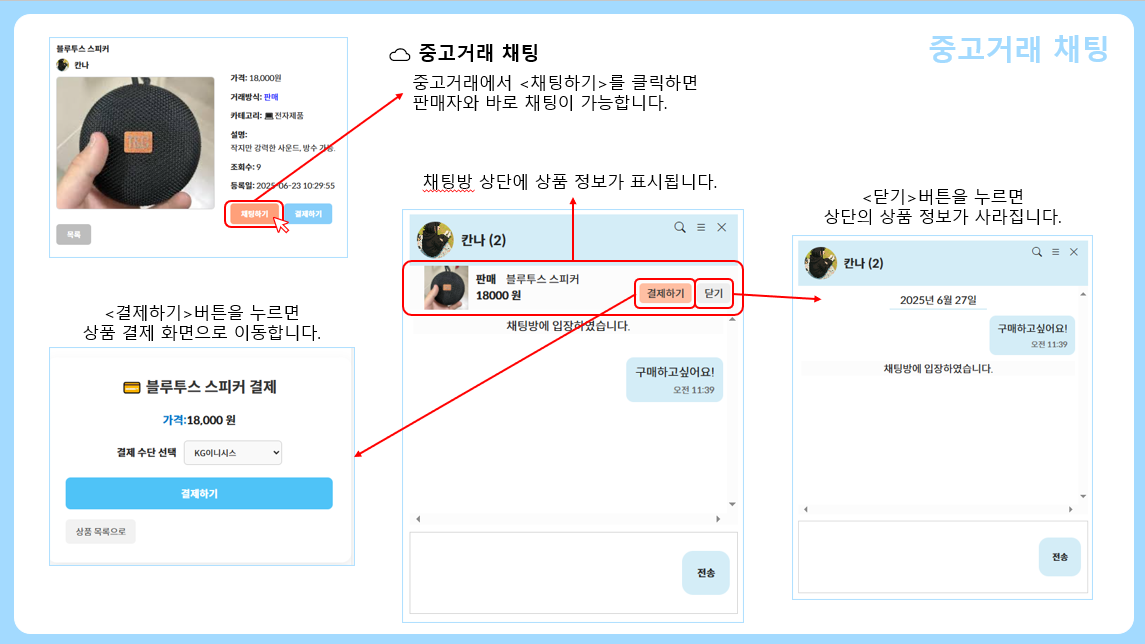 중고거래 채팅
블루투스 스피커
칸나
가격: 18,000원
거래방식: 판매
카테고리: 전자제품
설명:
작지만 강력한 사운드, 방수 가능.
조회수: 9
등록일: 2025-06-23 10:29:55
채팅하기 결제하기
목록
중고거래 채팅
중고거래에서 <채팅하기>를 클릭하면
판매자와 바로 채팅이 가능합니다.
채팅방 상단에 상품 정보가 표시됩니다.
칸나 (2)
판매 블루투스 스피커
18000 원
결제하기 닫기
채팅방에 입장하였습니다.
구매하고싶어요!
오전 11:39
전송
<닫기>버튼을 누르면
상단의 상품 정보가 사라집니다.
칸나 (2)
2025년 6월 27일
구매하고싶어요!
오전 11:39
채팅방에 입장하였습니다.
전송
<결제하기>버튼을 누르면
상품 결제 화면으로 이동합니다.
블루투스 스피커 결제
가격:18,000 원
결제 수단 선택 KG이니시스
결제하기
상품 목록으로